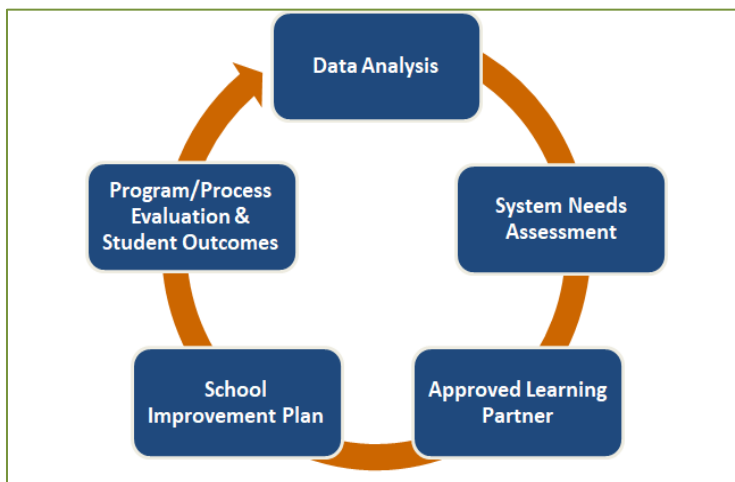 Data Analysis
System Needs
Assessment
Approved Learning
Partner
School
Improvement Plan
Program/Process
Evaluation &
Student Outcomes